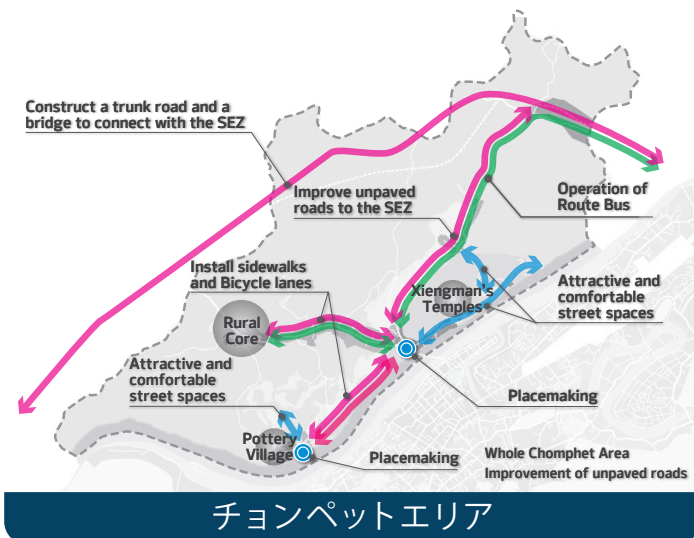 Construct a trunk road and a
bridge to connect with the SEZ
Improve unpaved
roads to the SEZ
Operation of
Route Bus
Install sidewalks
and Bicycle lanes
Xiengman's
Temples
Attractive and
comfortable
street spaces
Rural
Core
Attractive and
comfortable
street spaces
Placemaking
Pottery
Village
Placemaking
Whole Chomphet Area
Improvement of unpaved roads
チョンペットエリア